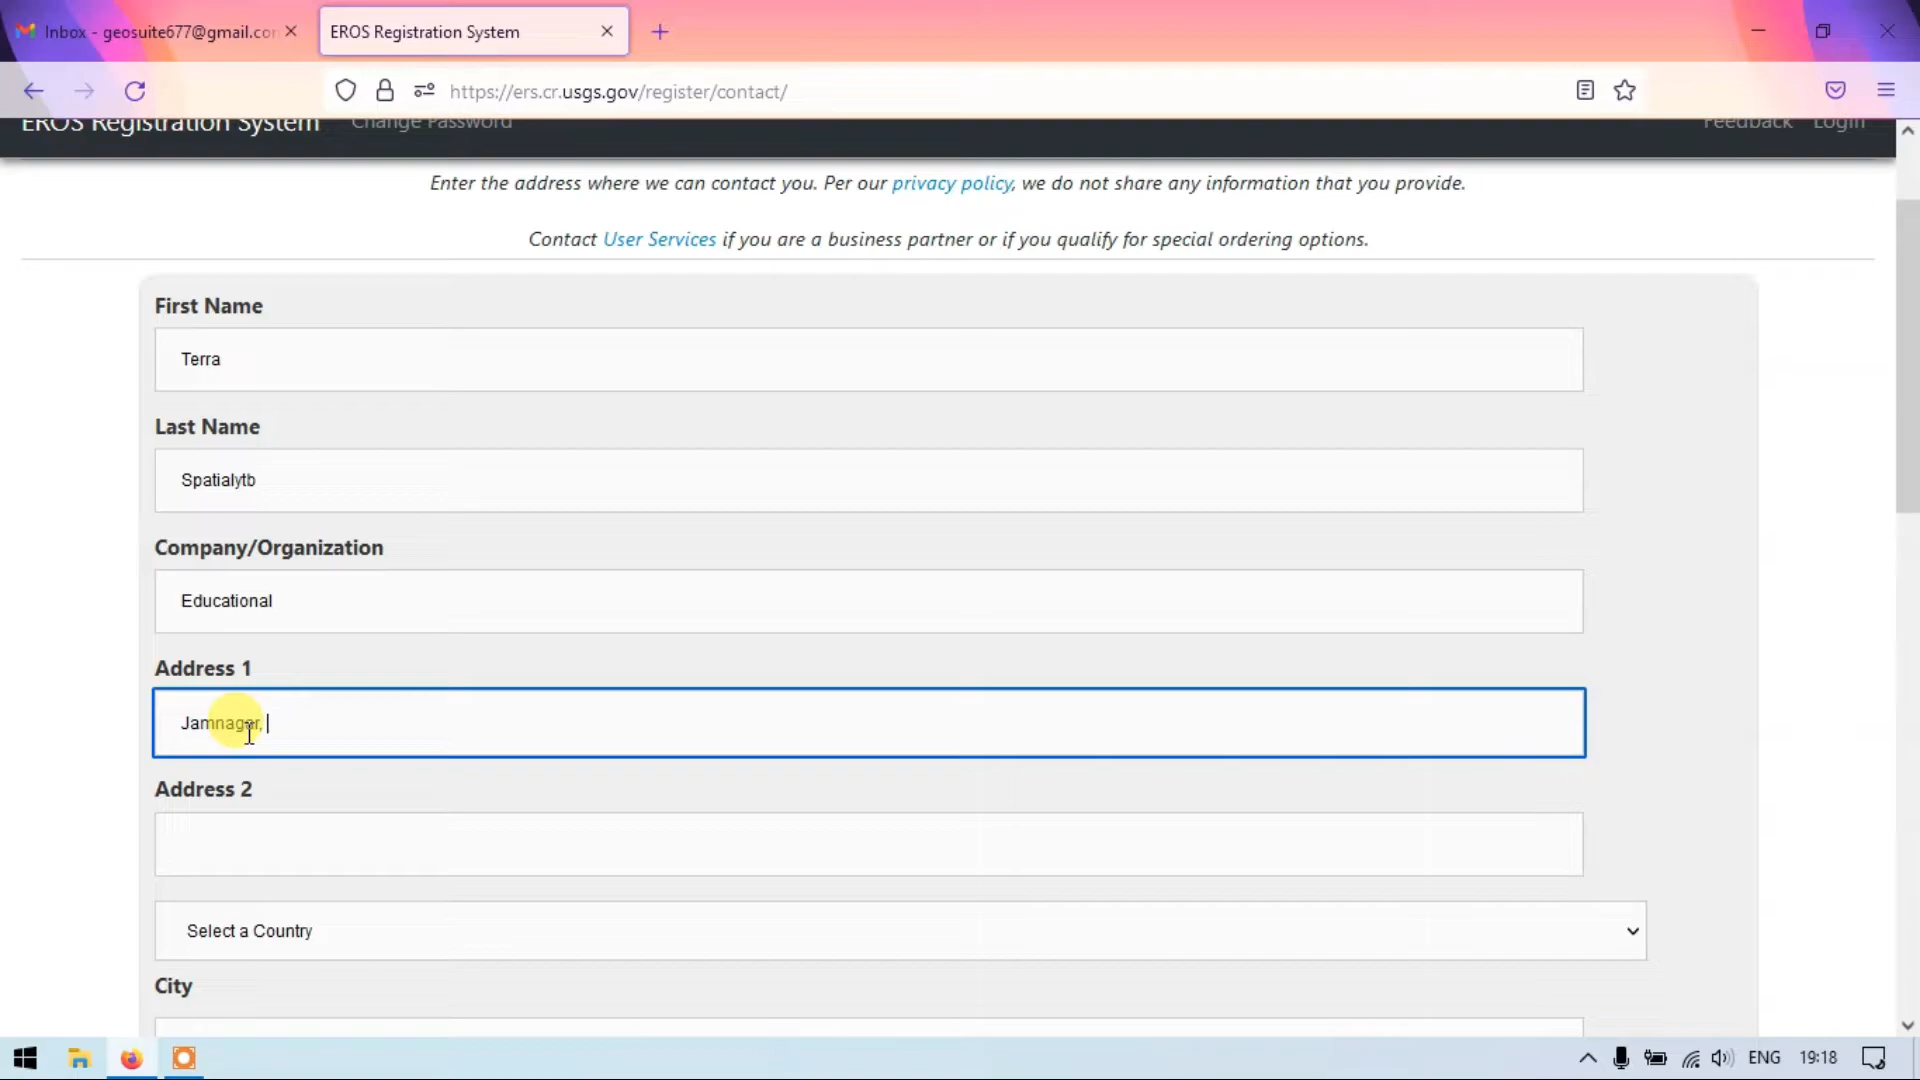 Inbox - geosuite677@gmail.com
EROS Registration System
https://ers.cr.usgs.gov/register/contact/
EROS Registration System Change Password Feedback Login
Enter the address where we can contact you. Per our privacy policy, we do not share any information that you provide.
Contact User Services if you are a business partner or if you qualify for special ordering options.
First Name
Terra
Last Name
Spatialytb
Company/Organization
Educational
Address 1
Jamnagar,
Address 2
Select a Country
City
ENG 19:18